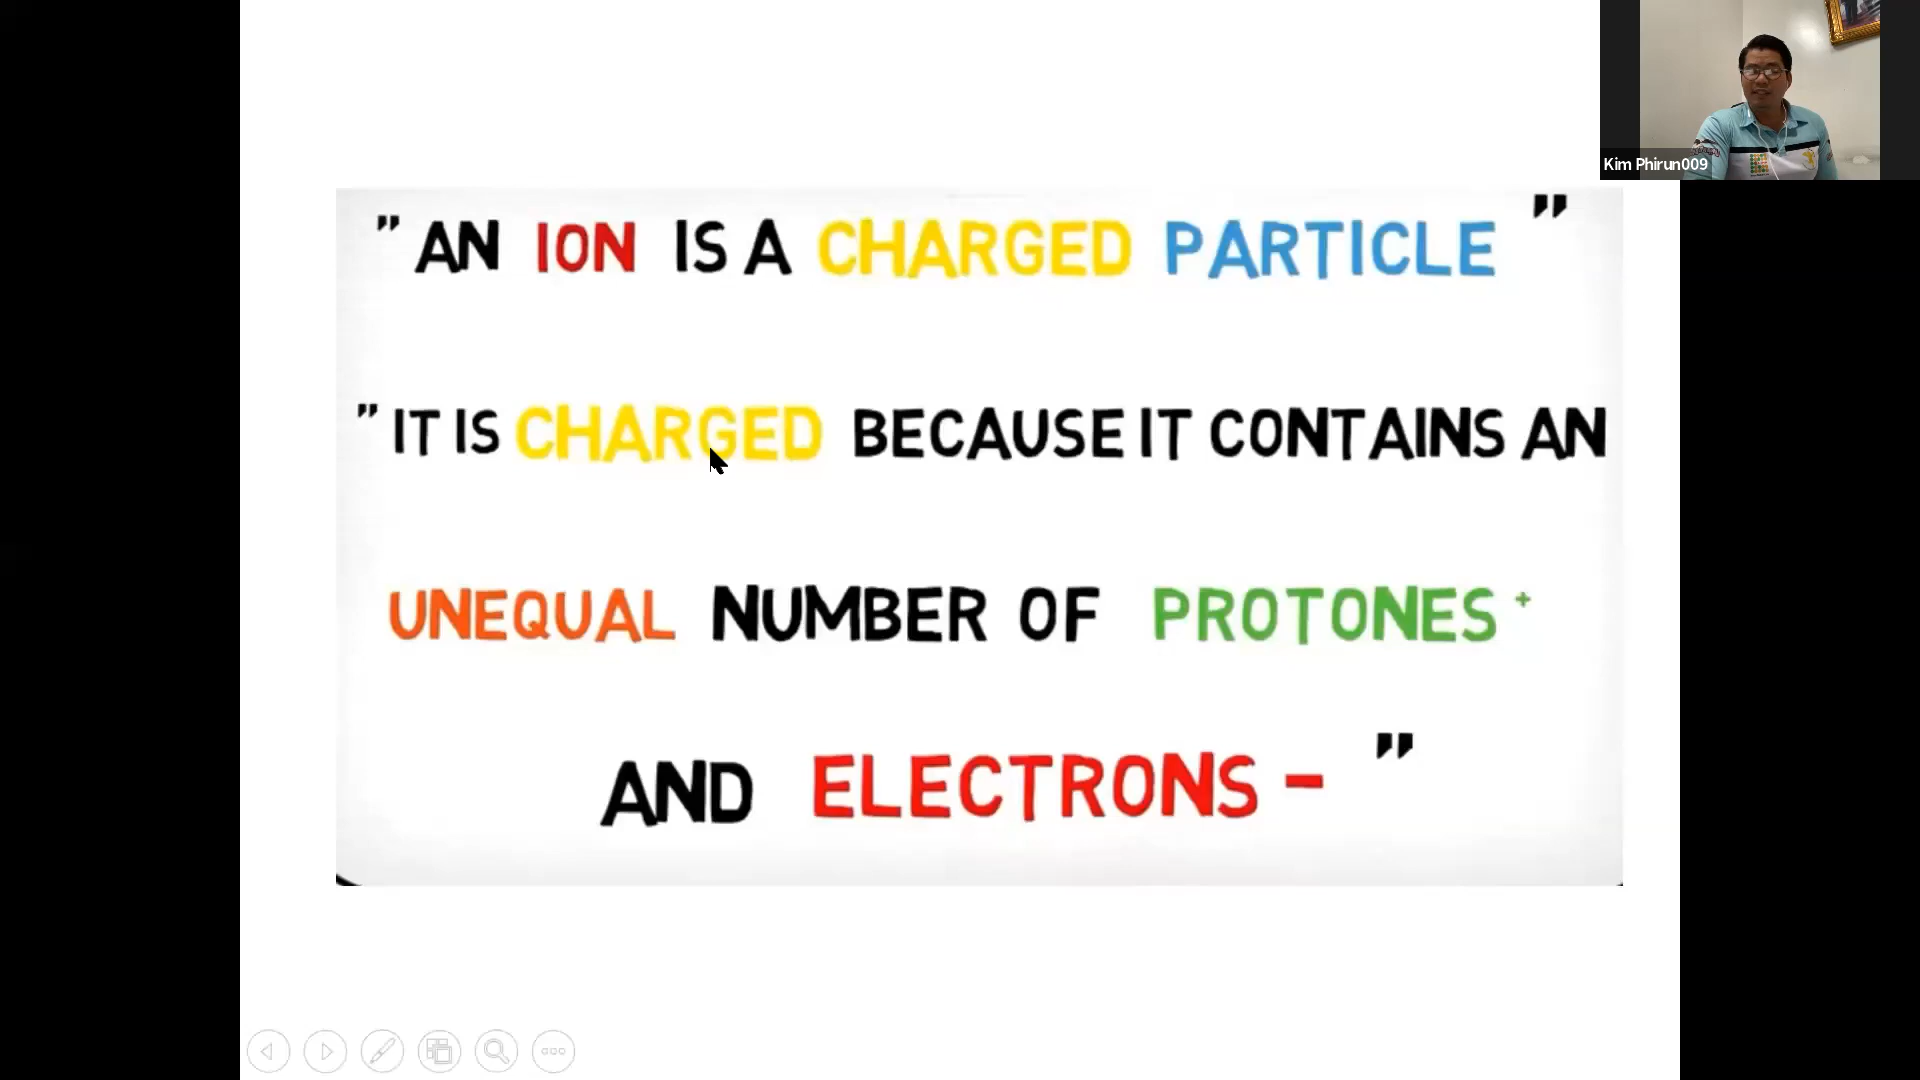 Kim Phirun009
" AN ION IS A CHARGED PARTICLE "
" IT IS CHARGED BECAUSE IT CONTAINS AN
UNEQUAL NUMBER OF PROTONES +
AND ELECTRONS - "